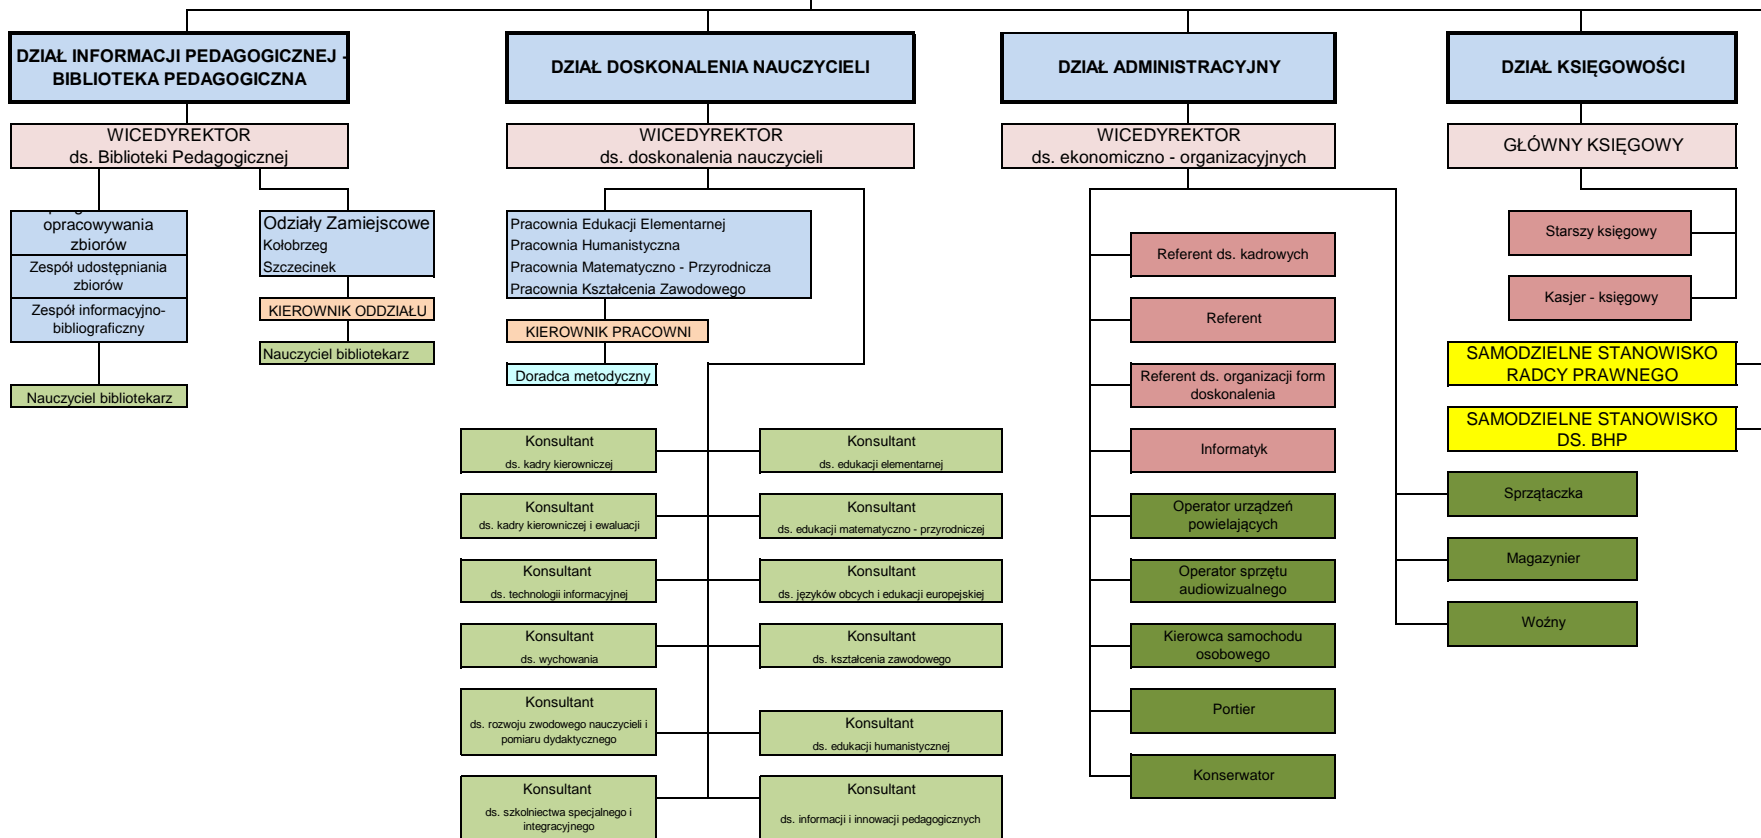 DZIAŁ INFORMACJI PEDAGOGICZNEJ -
BIBLIOTEKA PEDAGOGICZNA
WICEDYREKTOR
ds. Biblioteki Pedagogicznej
opracowywania
zbiorów
Zespół udostępniania
zbiorów
Zespół informacyjno-
bibliograficzny
Nauczyciel bibliotekarz
Odziały Zamiejscowe
Kołobrzeg
Szczecinek
KIEROWNIK ODDZIAŁU
Nauczyciel bibliotekarz
DZIAŁ DOSKONALENIA NAUCZYCIELI
WICEDYREKTOR
ds. doskonalenia nauczycieli
Pracownia Edukacji Elementarnej
Pracownia Humanistyczna
Pracownia Matematyczno - Przyrodnicza
Pracownia Kształcenia Zawodowego
KIEROWNIK PRACOWNI
Doradca metodyczny
Konsultant
ds. kadry kierowniczej
Konsultant
ds. edukacji elementarnej
Konsultant
ds. kadry kierowniczej i ewaluacji
Konsultant
ds. edukacji matematyczno - przyrodniczej
Konsultant
ds. technologii informacyjnej
Konsultant
ds. języków obcych i edukacji europejskiej
Konsultant
ds. wychowania
Konsultant
ds. kształcenia zawodowego
Konsultant
ds. rozwoju zwodowego nauczycieli i
pomiaru dydaktycznego
Konsultant
ds. edukacji humanistycznej
Konsultant
ds. szkolniectwa specjalnego i
integracyjnego
Konsultant
ds. informacji i innowacji pedagogicznych
DZIAŁ ADMINISTRACYJNY
WICEDYREKTOR
ds. ekonomiczno - organizacyjnych
Referent ds. kadrowych
Referent
Referent ds. organizacji form
doskonalenia
Informatyk
Operator urządzeń
powielających
Operator sprzętu
audiowizualnego
Kierowca samochodu
osobowego
Portier
Konserwator
DZIAŁ KSIĘGOWOŚCI
GŁÓWNY KSIĘGOWY
Starszy księgowy
Kasjer - księgowy
SAMODZIELNE STANOWISKO
RADCY PRAWNEGO
SAMODZIELNE STANOWISKO
DS. BHP
Sprzątaczka
Magazynier
Woźny